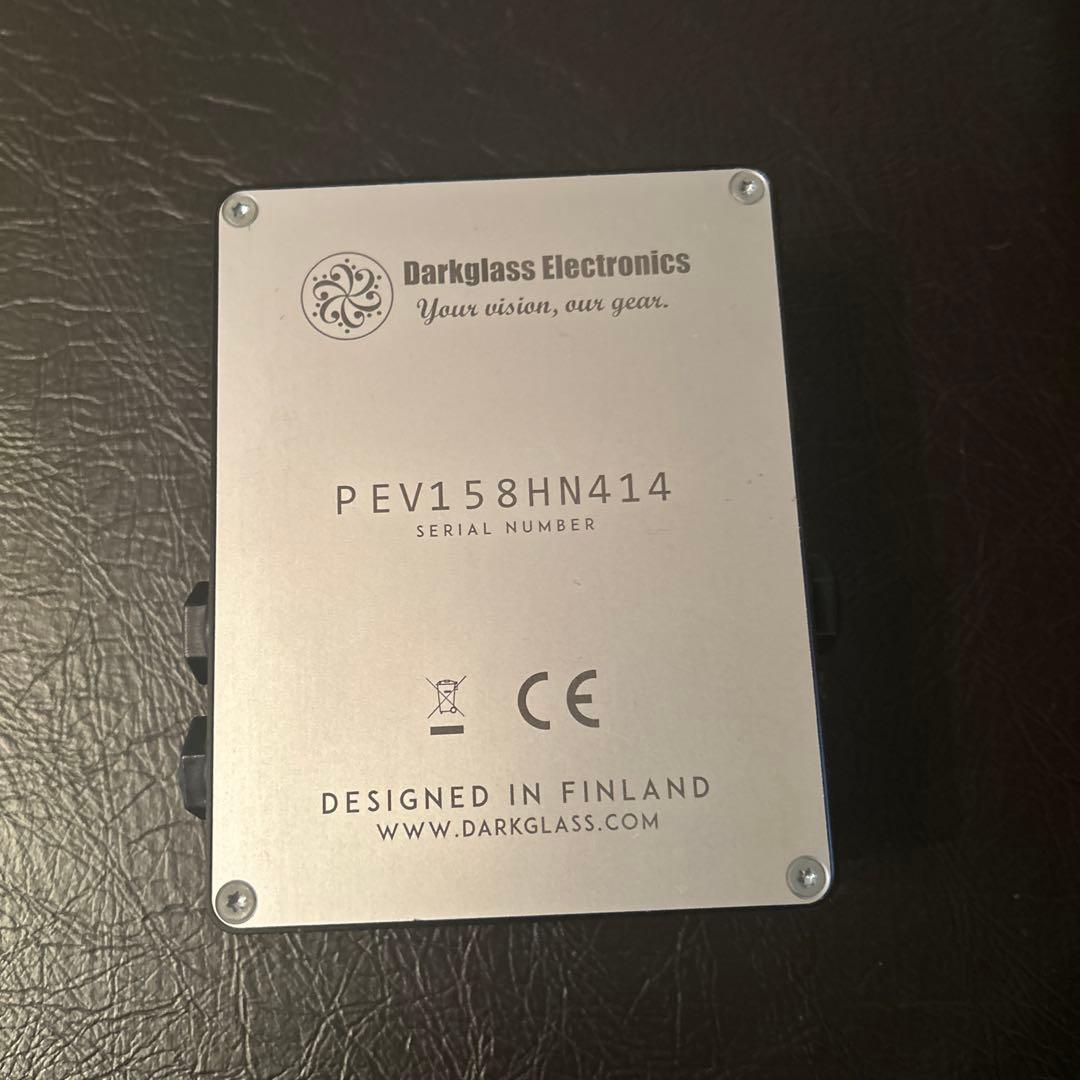 Darkglass Electronics
Your vision, our gear.
PEV158HN414
SERIAL NUMBER
CE
DESIGNED IN FINLAND
WWW.DARKGLASS.COM